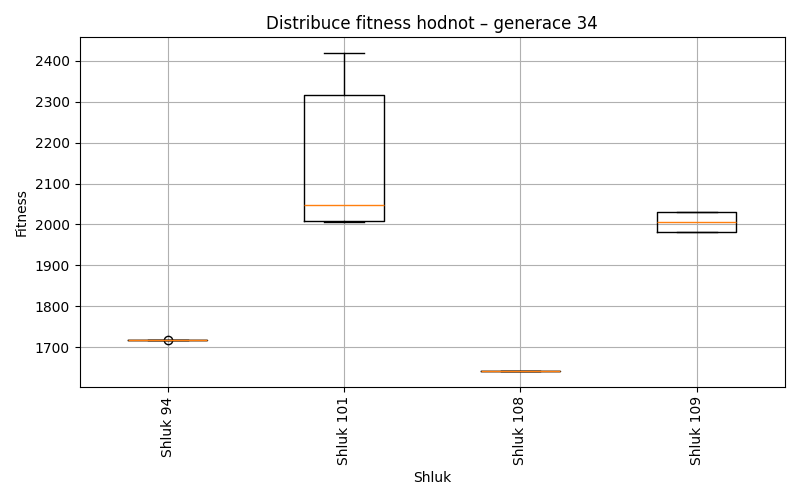 Distribuce fitness hodnot – generace 34
Fitness
2400
2300
2200
2100
2000
1900
1800
1700
Shluk 94
Shluk 101
Shluk 108
Shluk 109
Shluk